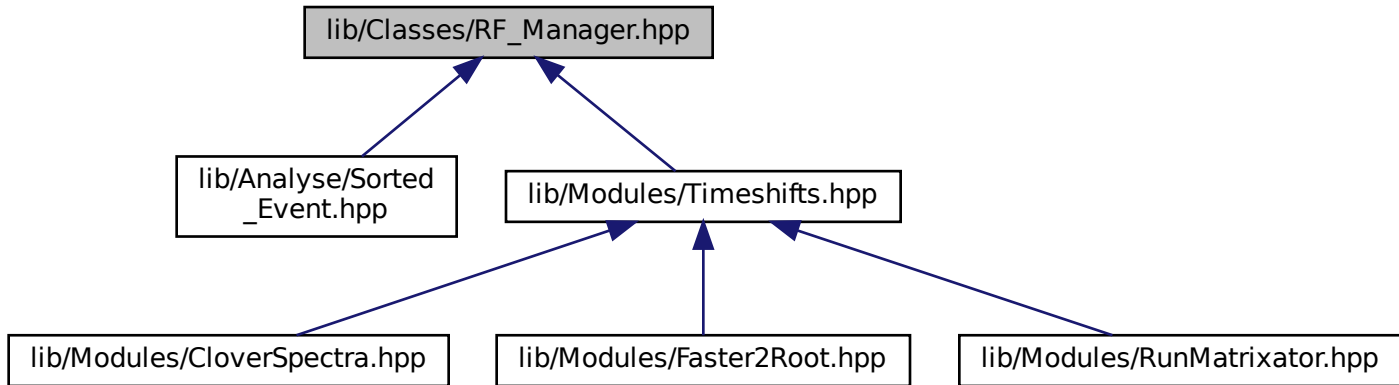 lib/Classes/RF_Manager.hpp
lib/Analyse/Sorted
_Event.hpp
lib/Modules/Timeshifts.hpp
lib/Modules/CloverSpectra.hpp
lib/Modules/Faster2Root.hpp
lib/Modules/RunMatrixator.hpp